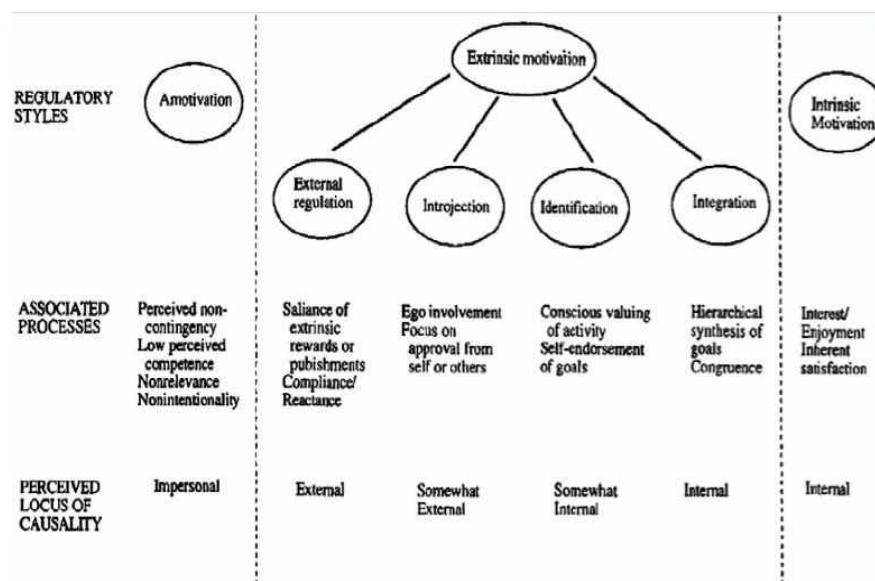 Extrinsic motivation
REGULATORY
STYLES
Amotivation
Intrinsic
Motivation
External
regulation
Introjection
Identification
Integration
ASSOCIATED
PROCESSES
Perceived non-
contingency
Low perceived
competence
Nonrelevance
Nonintentionality
Saliance of
extrinsic
rewards or
pubishments
Compliance/
Reactance
Ego involvement
Focus on
approval from
self or others
Conscious valuing
of activity
Self-endorsement
of goals
Hierarchical
synthesis of
goals
Congruence
Interest/
Enjoyment
Inherent
satisfaction
PERCEIVED
LOCUS OF
CAUSALITY
Impersonal
External
Somewhat
External
Somewhat
Internal
Internal
Internal